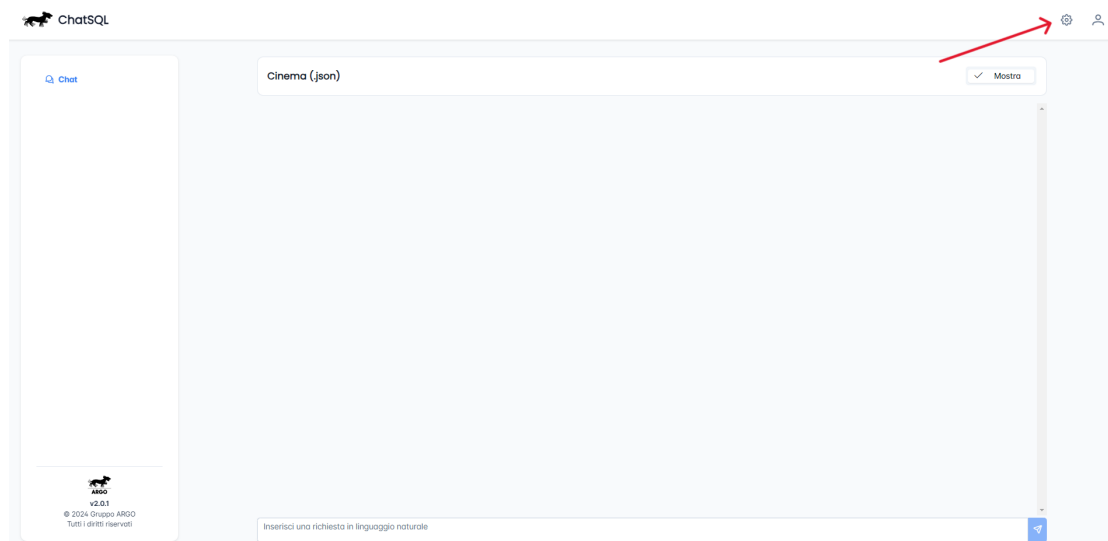 ChatSQL
Chat
Cinema (.json)
Mostra
ARGO
v2.0.1
© 2024 Gruppo ARGO
Tutti i diritti riservati
Inserisci una richiesta in linguaggio naturale